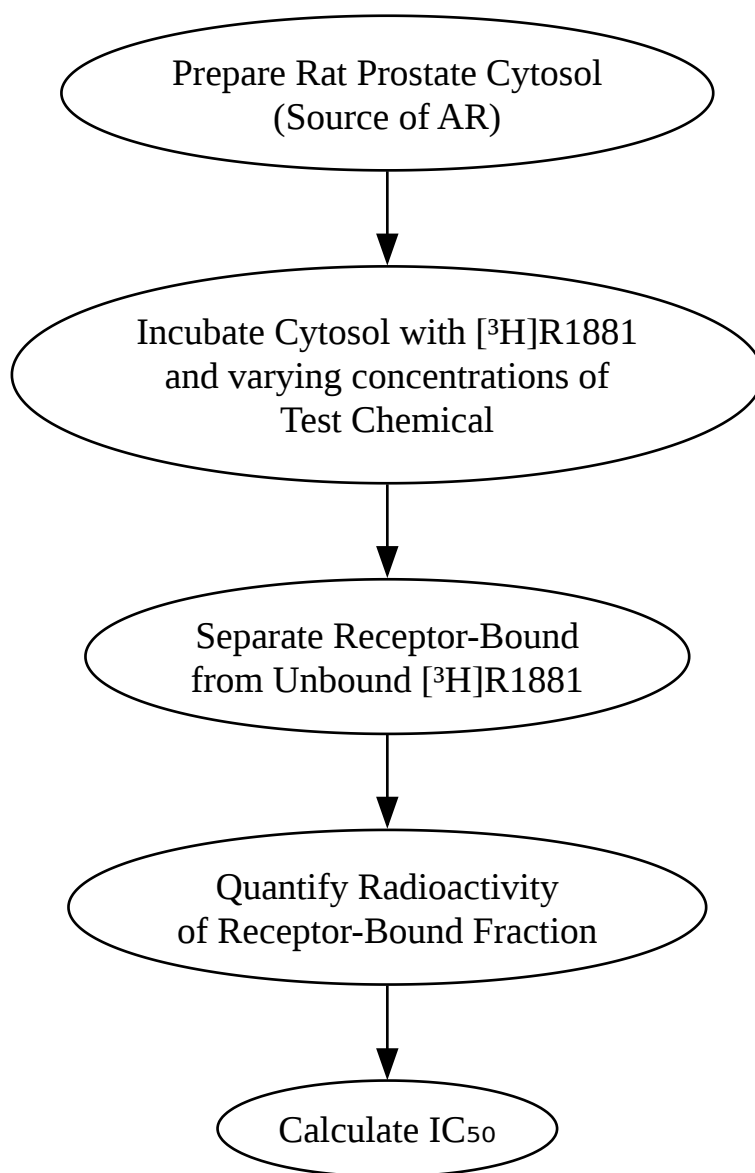 Prepare Rat Prostate Cytosol
(Source of AR)
Incubate Cytosol with [³H]R1881
and varying concentrations of
Test Chemical
Separate Receptor-Bound
from Unbound [³H]R1881
Quantify Radioactivity
of Receptor-Bound Fraction
Calculate IC₅₀